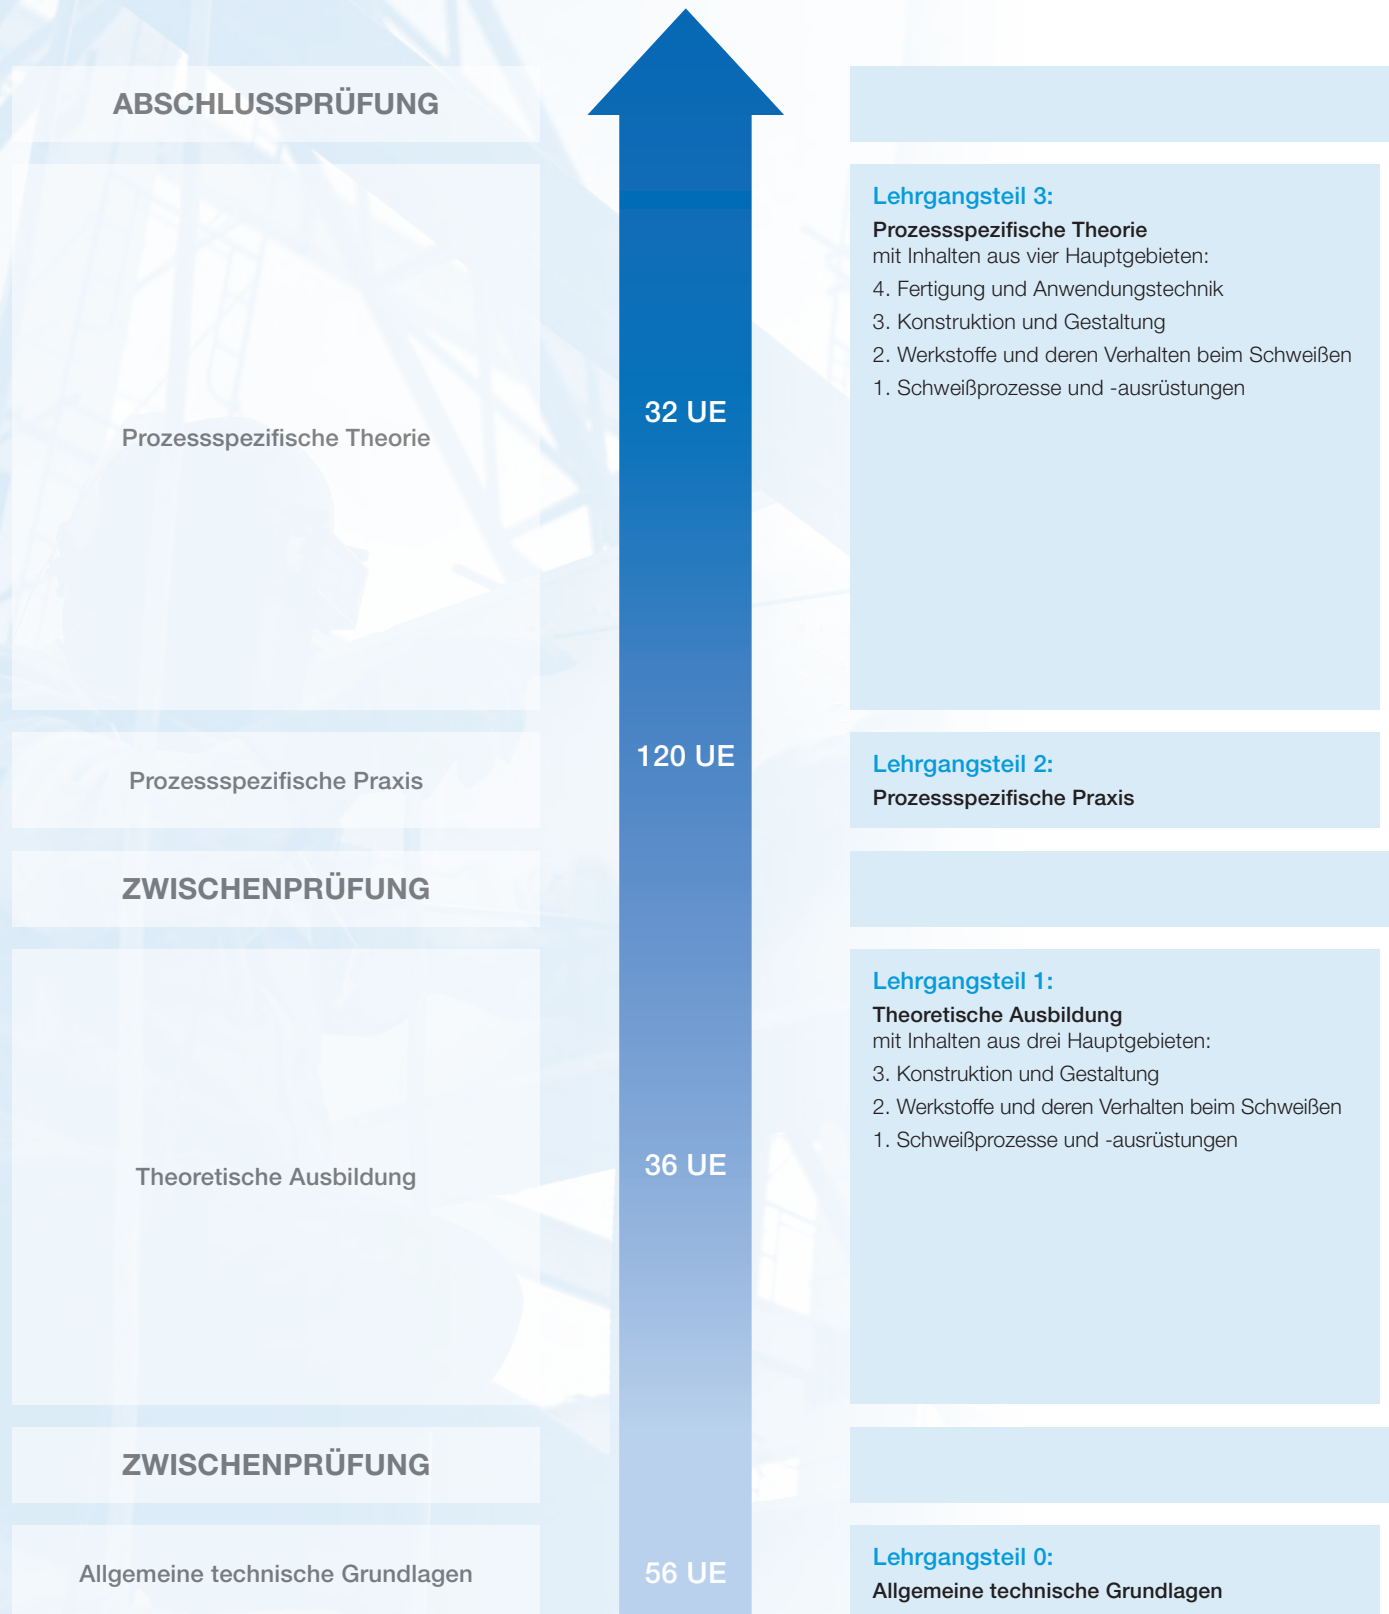 ABSCHLUSSPRÜFUNG
Lehrgangsteil 3:
Prozessspezifische Theorie
mit Inhalten aus vier Hauptgebieten:
4. Fertigung und Anwendungstechnik
3. Konstruktion und Gestaltung
2. Werkstoffe und deren Verhalten beim Schweißen
1. Schweißprozesse und -ausrüstungen
Prozessspezifische Theorie
32 UE
Prozessspezifische Praxis
120 UE
Lehrgangsteil 2:
Prozessspezifische Praxis
ZWISCHENPRÜFUNG
Lehrgangsteil 1:
Theoretische Ausbildung
mit Inhalten aus drei Hauptgebieten:
3. Konstruktion und Gestaltung
2. Werkstoffe und deren Verhalten beim Schweißen
1. Schweißprozesse und -ausrüstungen
Theoretische Ausbildung
36 UE
ZWISCHENPRÜFUNG
Allgemeine technische Grundlagen
56 UE
Lehrgangsteil 0:
Allgemeine technische Grundlagen